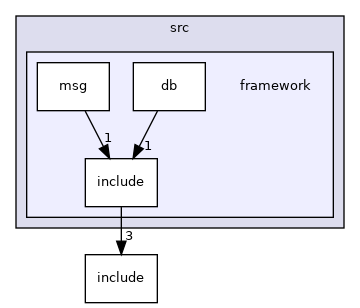 src
msg
db
framework
1
1
include
3
include